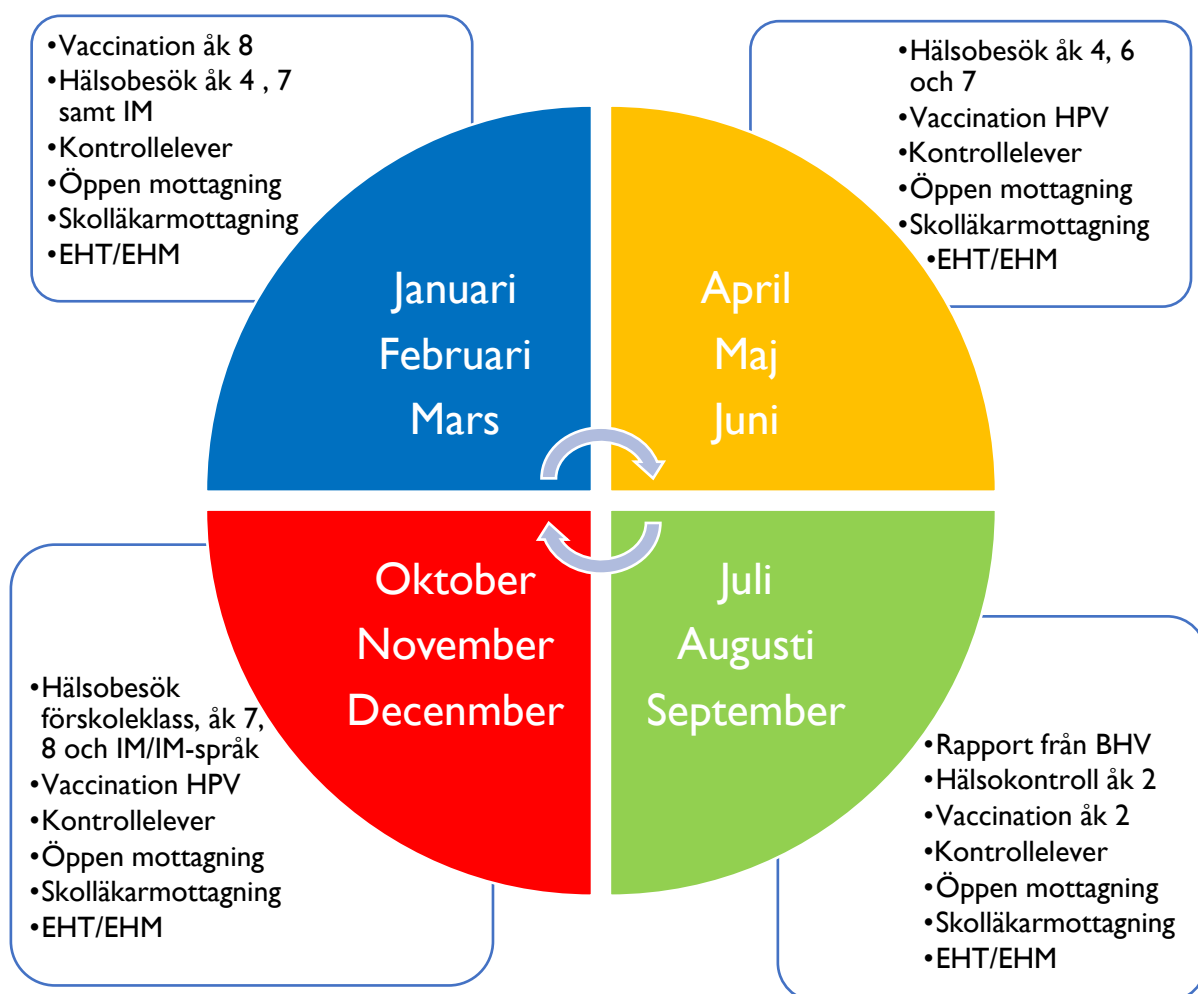 •Vaccination åk 8
•Hälsobesök åk 4 , 7
samt IM
•Kontrollelever
•Öppen mottagning
•Skolläkarmottagning
•EHT/EHM
•Hälsobesök åk 4, 6
och 7
•Vaccination HPV
•Kontrollelever
•Öppen mottagning
•Skolläkarmottagning
•EHT/EHM
Januari
Februari
Mars
April
Maj
Juni
Oktober
November
Decenmber
Juli
Augusti
September
•Hälsobesök
förskoleklass, åk 7,
8 och IM/IM-språk
•Vaccination HPV
•Kontrollelever
•Öppen mottagning
•Skolläkarmottagning
•EHT/EHM
•Rapport från BHV
•Hälsokontroll åk 2
•Vaccination åk 2
•Kontrollelever
•Öppen mottagning
•Skolläkarmottagning
•EHT/EHM